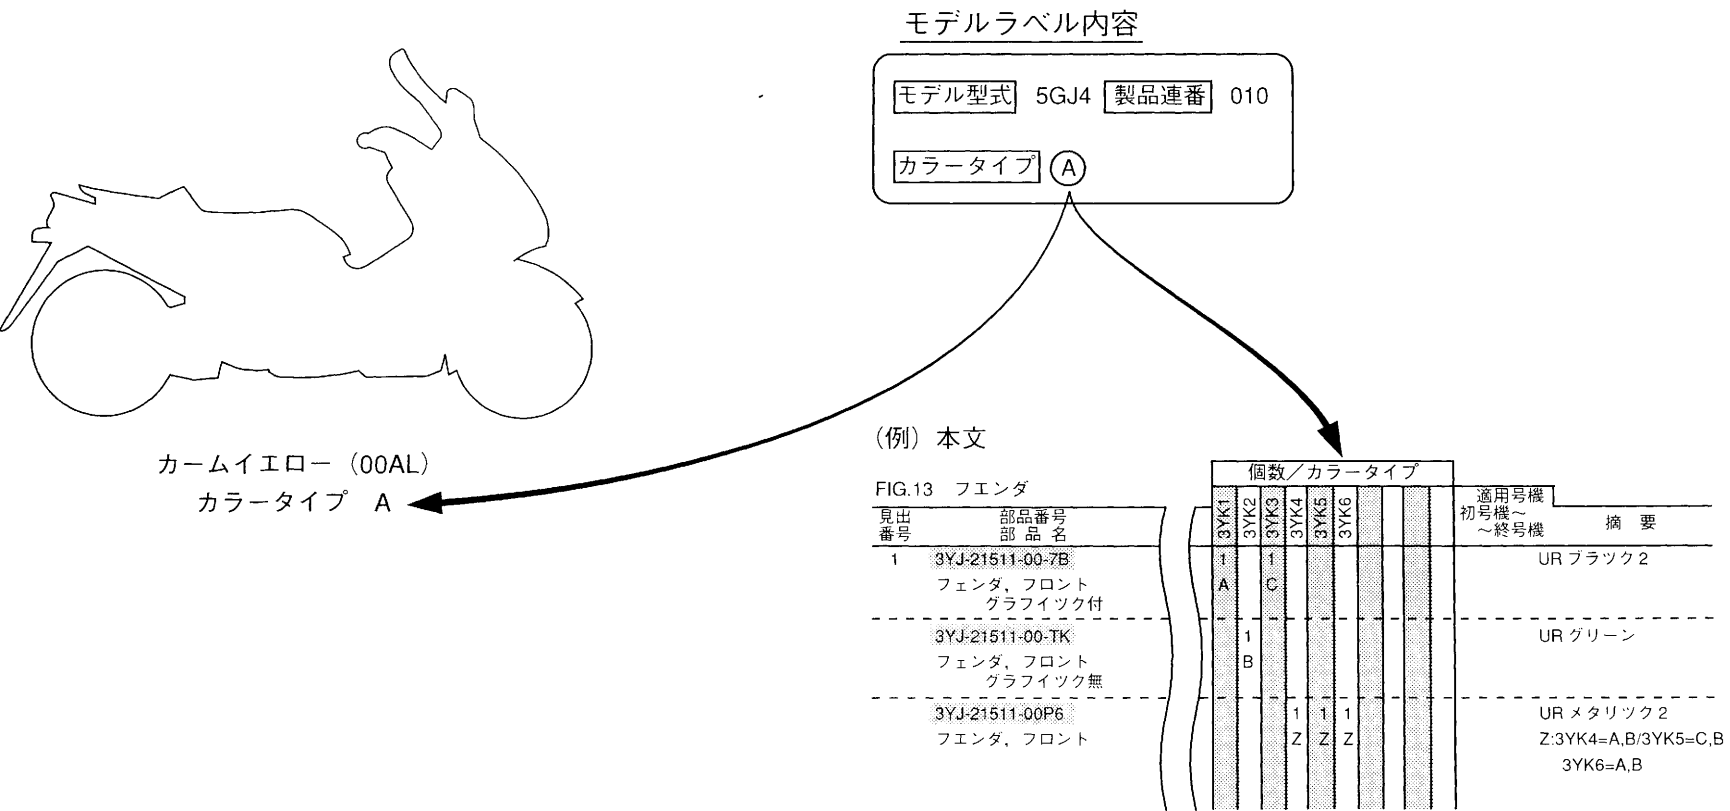 モデルラベル内容
モデル型式 5GJ4 製品連番 010
カラータイプ A
カームイエロー (00AL)
カラータイプ A
(例) 本文
FIG.13 フエンダ
個数/カラータイプ
見出番号
部品番号
部品名
3YK1 3YK2 3YK3 3YK4 3YK5 3YK6
適用号機
初号機~
~終号機
摘 要
1 3YJ-21511-00-7B 1 1 UR ブラツク2
フェンダ, フロント A C
グラフイツク付
3YJ-21511-00-TK 1 UR グリーン
フェンダ, フロント B
グラフイツク無
3YJ-21511-00P6 1 1 1 UR メタリツク2
フエンダ, フロント Z Z Z Z:3YK4=A,B/3YK5=C,B
3YK6=A,B